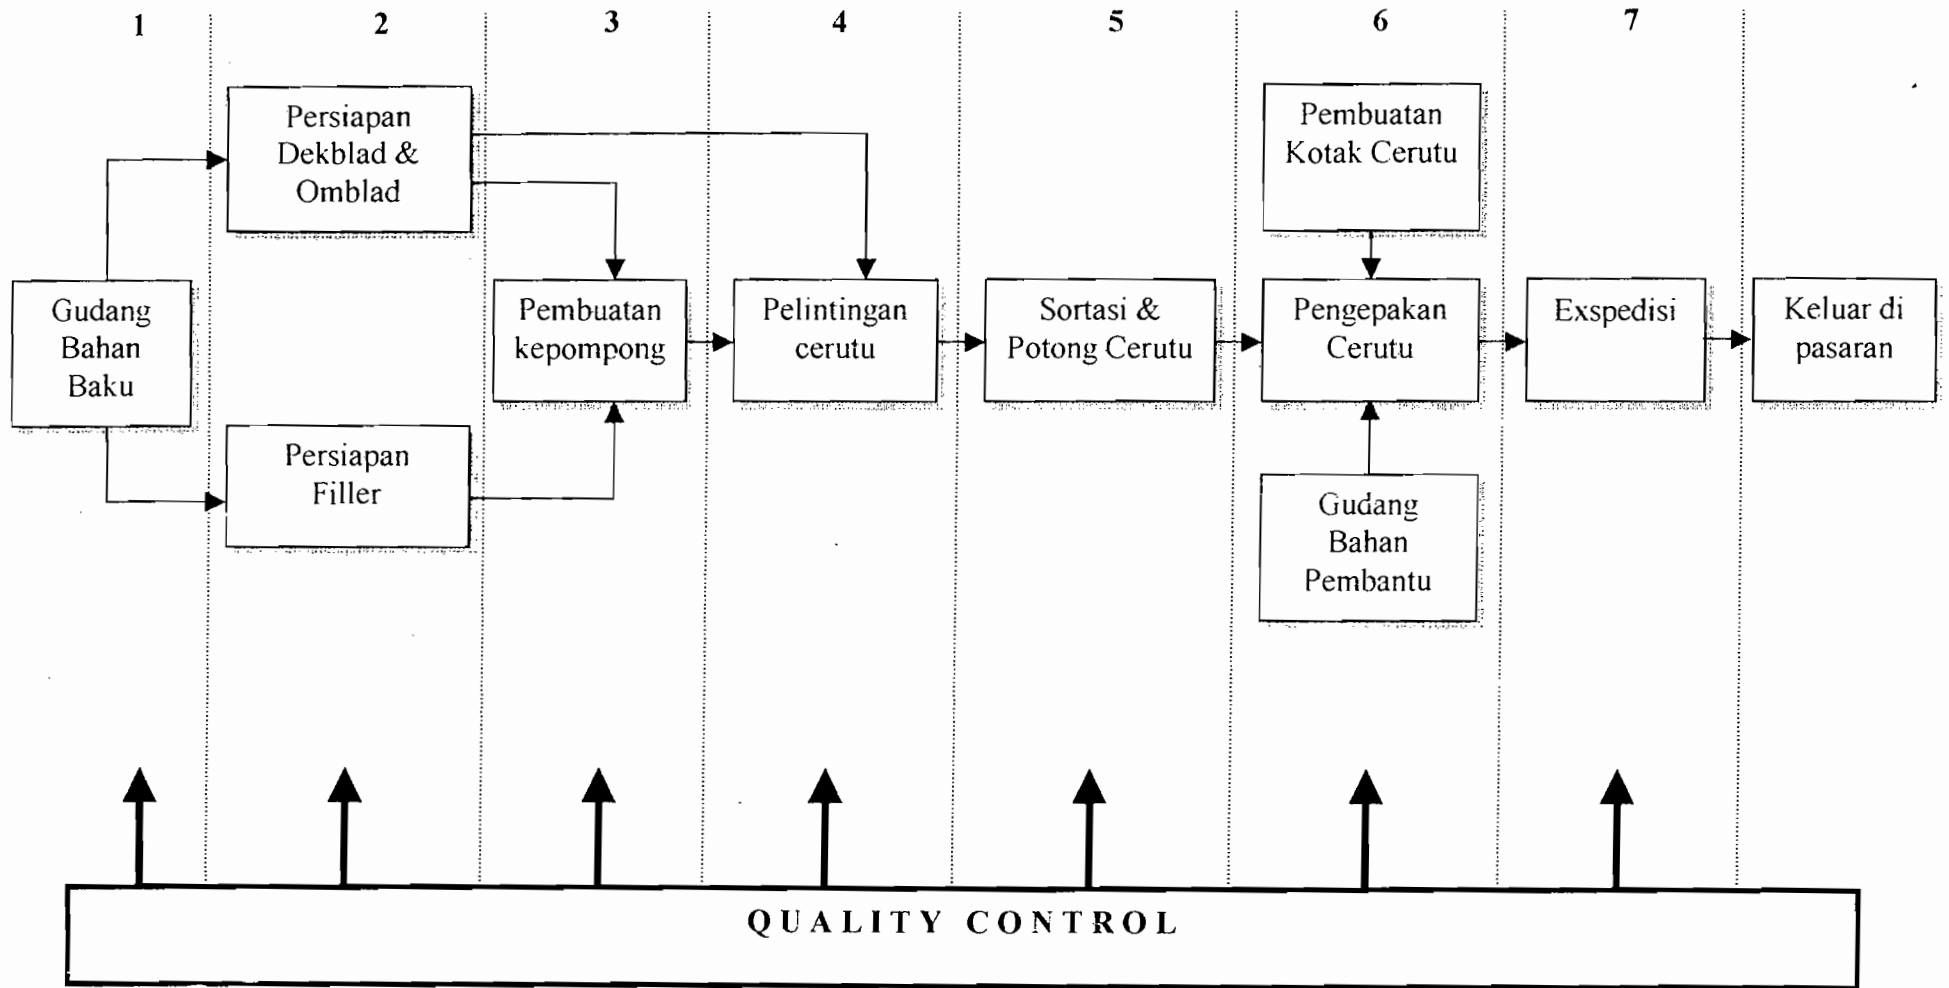 1 2 3 4 5 6 7
Persiapan
Dekblad &
Omblad
Pembuatan
Kotak Cerutu
Gudang
Bahan
Baku
Pembuatan
kepompong
Pelintingan
cerutu
Sortasi &
Potong Cerutu
Pengepakan
Cerutu
Exspedisi
Keluar di
pasaran
Persiapan
Filler
Gudang
Bahan
Pembantu
QUALITY CONTROL